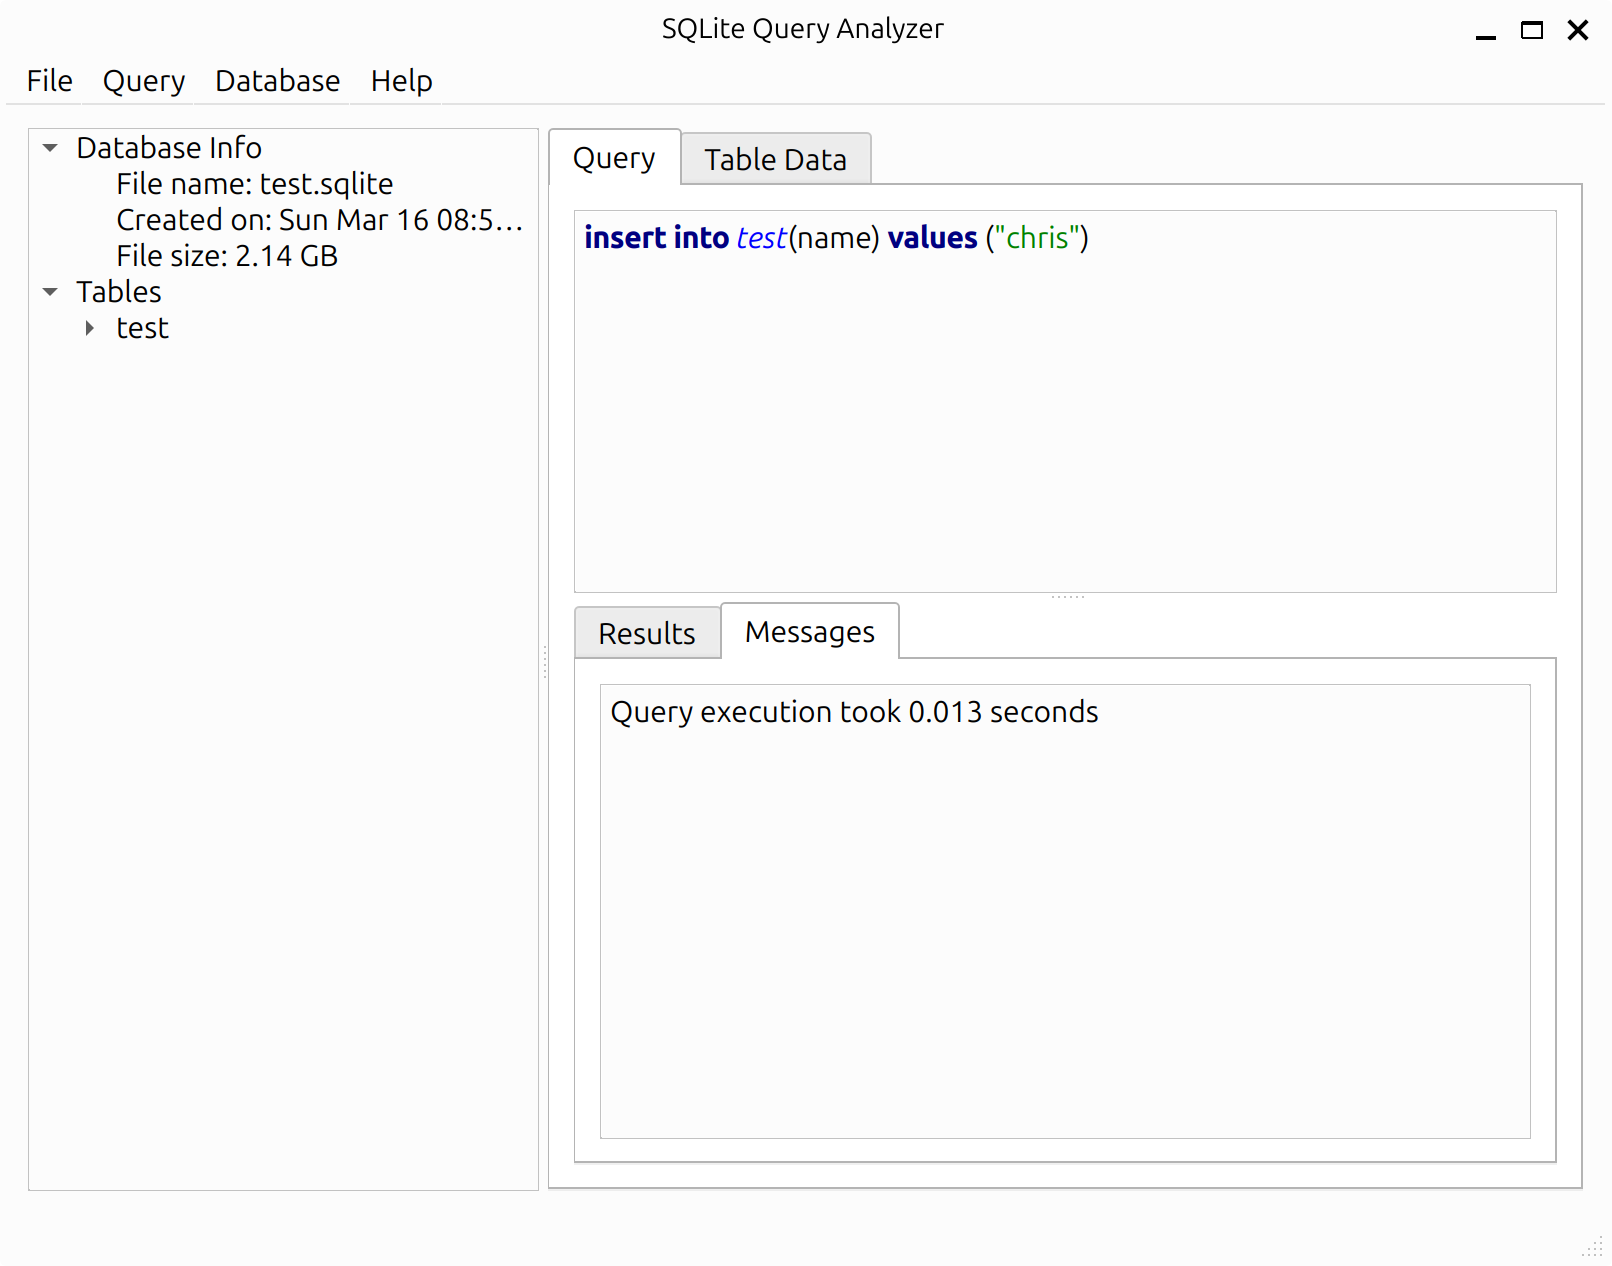 SQLite Query Analyzer
File Query Database Help
Database Info
File name: test.sqlite
Created on: Sun Mar 16 08:5...
File size: 2.14 GB
Tables
test
Query Table Data
insert into test(name) values ("chris")
Results Messages
Query execution took 0.013 seconds